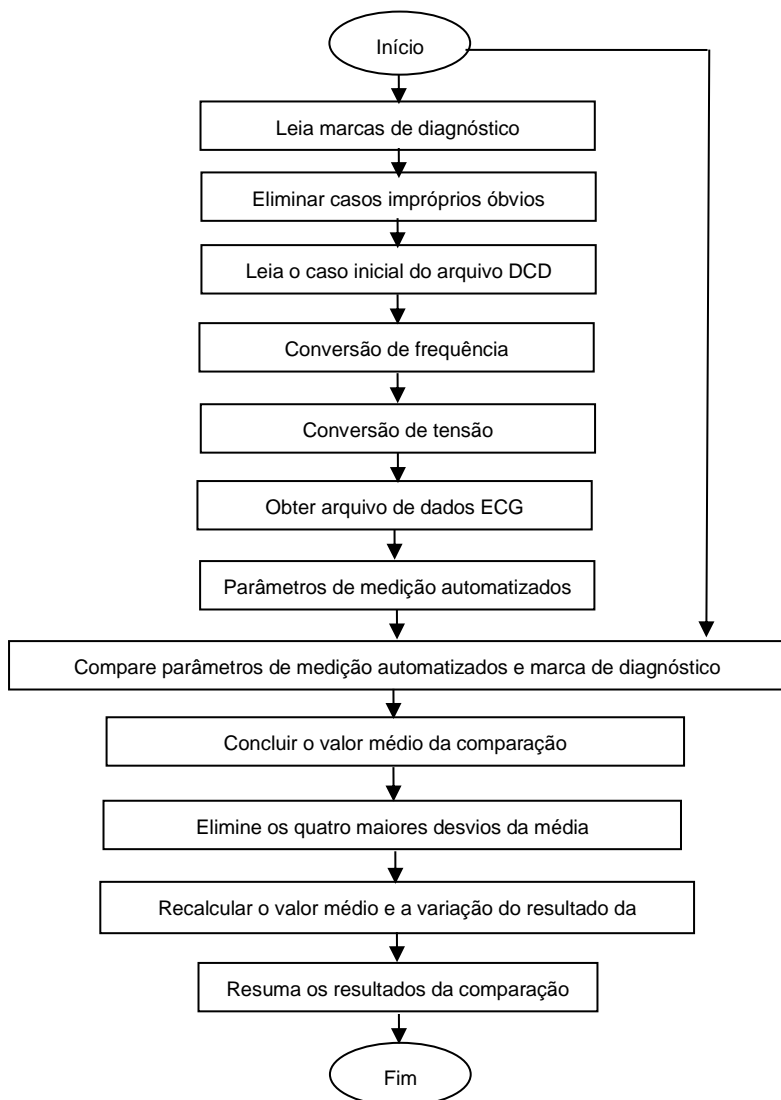 Início
Leia marcas de diagnóstico
Eliminar casos impróprios óbvios
Leia o caso inicial do arquivo DCD
Conversão de frequência
Conversão de tensão
Obter arquivo de dados ECG
Parâmetros de medição automatizados
Compare parâmetros de medição automatizados e marca de diagnóstico
Concluir o valor médio da comparação
Elimine os quatro maiores desvios da média
Recalcular o valor médio e a variação do resultado da
Resuma os resultados da comparação
Fim